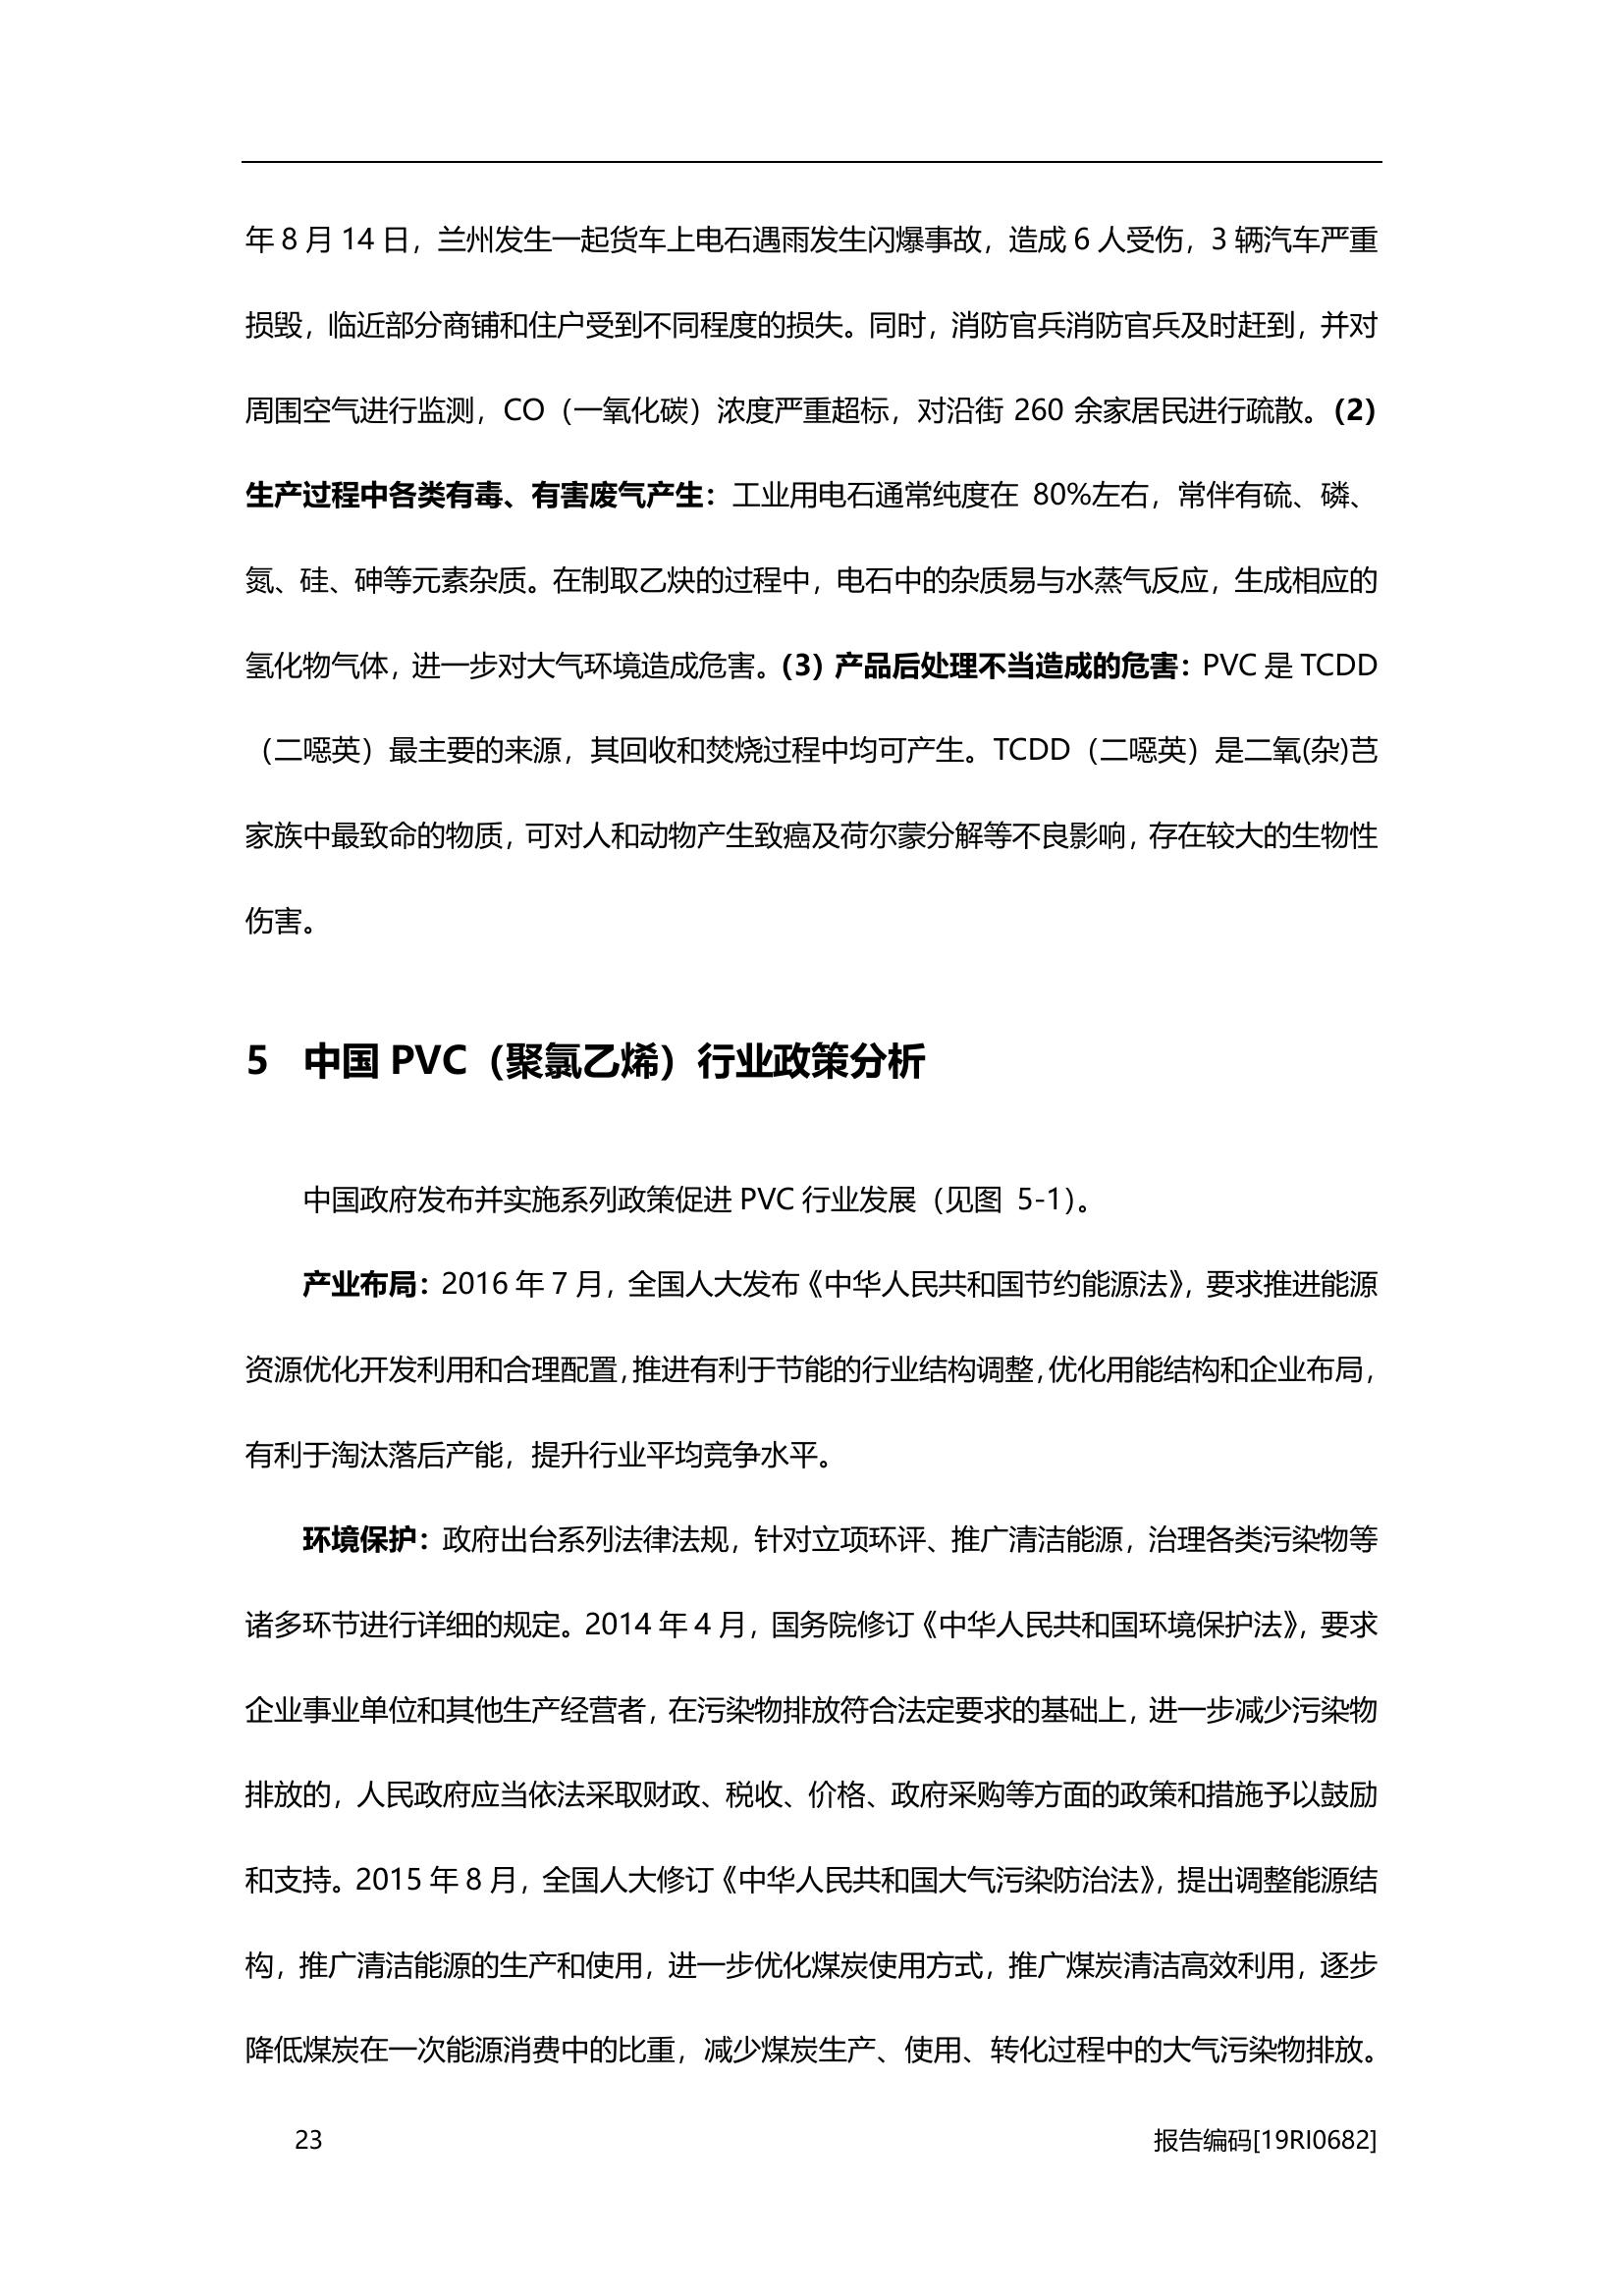 年 8 月 14 日，兰州发生一起货车上电石遇雨发生闪爆事故，造成 6 人受伤，3 辆汽车严重
损毁，临近部分商铺和住户受到不同程度的损失。同时，消防官兵消防官兵及时赶到，并对
周围空气进行监测，CO（一氧化碳）浓度严重超标，对沿街 260 余家居民进行疏散。（2）
生产过程中各类有毒、有害废气产生：工业用电石通常纯度在 80%左右，常伴有硫、磷、
氮、硅、砷等元素杂质。在制取乙炔的过程中，电石中的杂质易与水蒸气反应，生成相应的
氢化物气体，进一步对大气环境造成危害。（3）产品后处理不当造成的危害：PVC 是 TCDD
（二噁英）最主要的来源，其回收和焚烧过程中均可产生。TCDD（二噁英）是二氧(杂)芑
家族中最致命的物质，可对人和动物产生致癌及荷尔蒙分解等不良影响，存在较大的生物性
伤害。
5 中国 PVC（聚氯乙烯）行业政策分析
中国政府发布并实施系列政策促进 PVC 行业发展（见图 5-1）。
产业布局：2016 年 7 月，全国人大发布《中华人民共和国节约能源法》，要求推进能源
资源优化开发利用和合理配置，推进有利于节能的行业结构调整，优化用能结构和企业布局，
有利于淘汰落后产能，提升行业平均竞争水平。
环境保护：政府出台系列法律法规，针对立项环评、推广清洁能源，治理各类污染物等
诸多环节进行详细的规定。2014 年 4 月，国务院修订《中华人民共和国环境保护法》，要求
企业事业单位和其他生产经营者，在污染物排放符合法定要求的基础上，进一步减少污染物
排放的，人民政府应当依法采取财政、税收、价格、政府采购等方面的政策和措施予以鼓励
和支持。2015 年 8 月，全国人大修订《中华人民共和国大气污染防治法》，提出调整能源结
构，推广清洁能源的生产和使用，进一步优化煤炭使用方式，推广煤炭清洁高效利用，逐步
降低煤炭在一次能源消费中的比重，减少煤炭生产、使用、转化过程中的大气污染物排放。
23 报告编码[19RI0682]